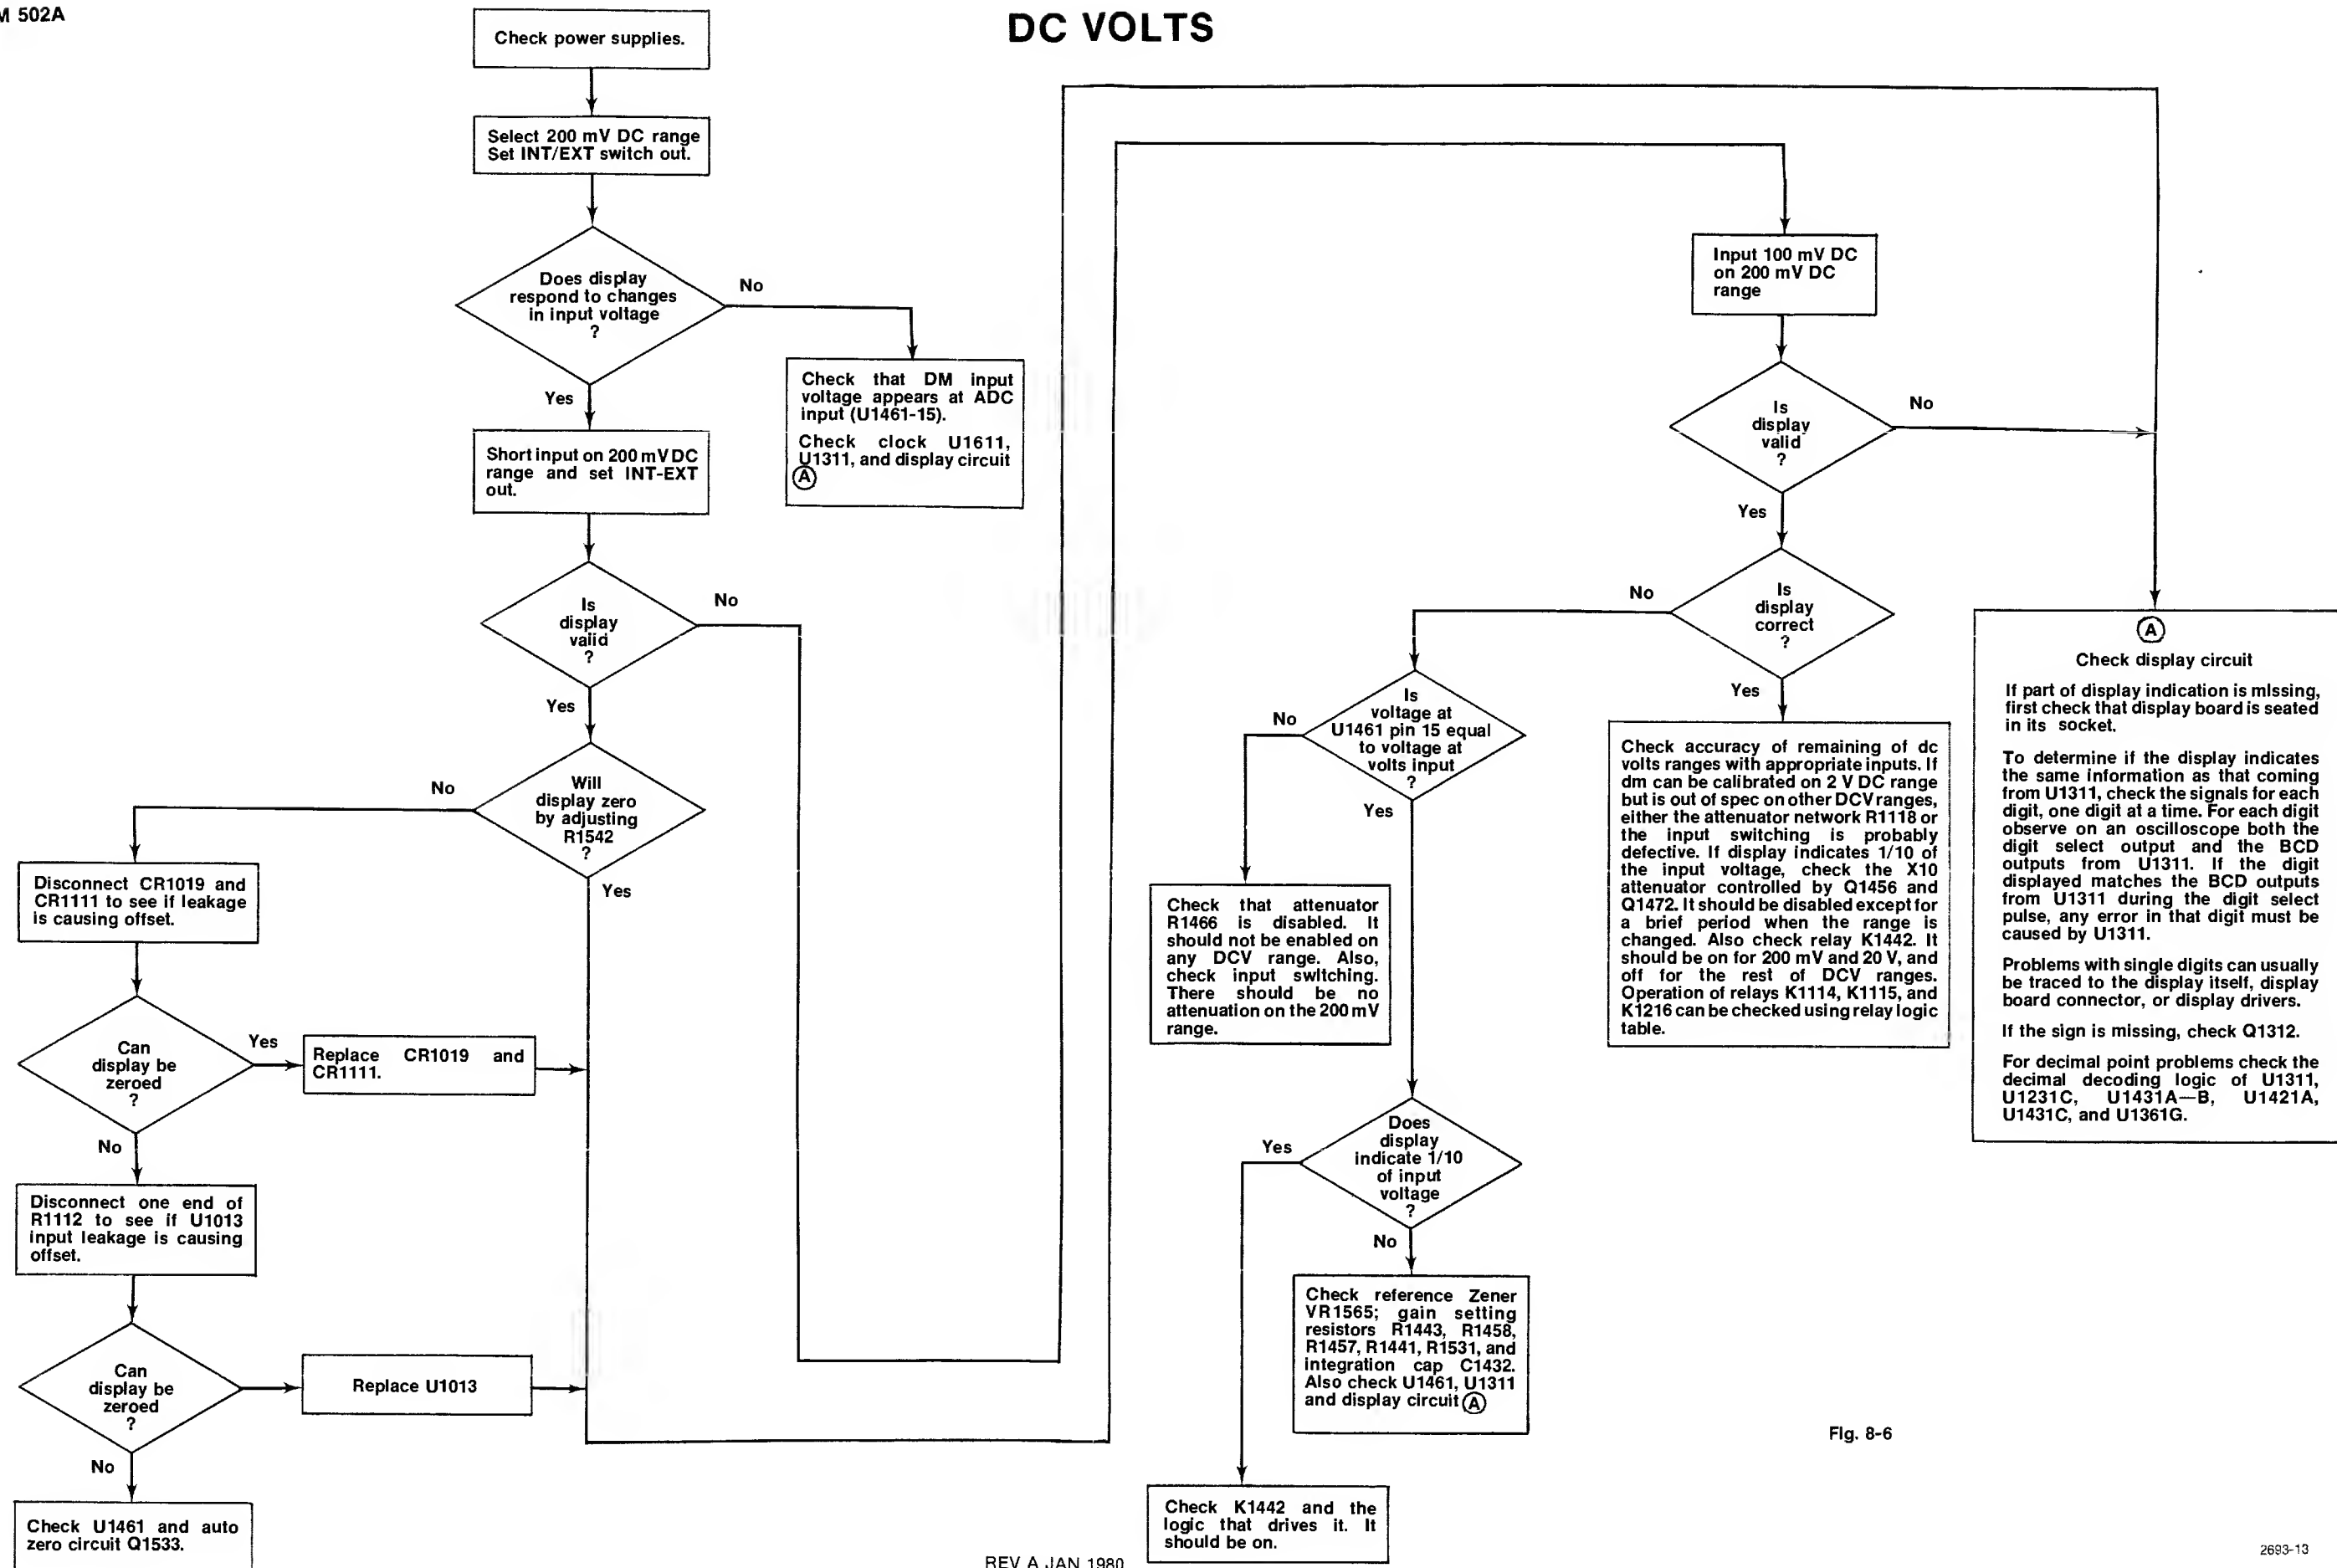 M 502A
DC VOLTS
Check power supplies.
Select 200 mV DC range
Set INT/EXT switch out.
Does display
respond to changes
in input voltage
?
No
Yes
Check that DM input
voltage appears at ADC
input (U1461-15).
Check clock U1611,
U1311, and display circuit
A
Short input on 200 mV DC
range and set INT-EXT
out.
Is
display
valid
?
No
Yes
Will
display zero
by adjusting
R1542
?
No
Yes
Disconnect CR1019 and
CR1111 to see if leakage
is causing offset.
Can
display be
zeroed
?
Yes
Replace CR1019 and
CR1111.
No
Disconnect one end of
R1112 to see if U1013
input leakage is causing
offset.
Can
display be
zeroed
?
Replace U1013
No
Check U1461 and auto
zero circuit Q1533.
Input 100 mV DC
on 200 mV DC
range
Is
display
valid
?
No
Yes
Is
display
correct
?
No
Yes
Is
voltage at
U1461 pin 15 equal
to voltage at
volts input
?
No
Yes
Check that attenuator
R1466 is disabled. It
should not be enabled on
any DCV range. Also,
check input switching.
There should be no
attenuation on the 200 mV
range.
Does
display
indicate 1/10
of input
voltage
?
Yes
No
Check reference Zener
VR1565; gain setting
resistors R1443, R1458,
R1457, R1441, R1531, and
integration cap C1432.
Also check U1461, U1311
and display circuit A
Check K1442 and the
logic that drives it. It
should be on.
Check accuracy of remaining of dc
volts ranges with appropriate inputs. If
dm can be calibrated on 2 V DC range
but is out of spec on other DCV ranges,
either the attenuator network R1118 or
the input switching is probably
defective. If display indicates 1/10 of
the input voltage, check the X10
attenuator controlled by Q1456 and
Q1472. It should be disabled except for
a brief period when the range is
changed. Also check relay K1442. It
should be on for 200 mV and 20 V, and
off for the rest of DCV ranges.
Operation of relays K1114, K1115, and
K1216 can be checked using relay logic
table.
A
Check display circuit
If part of display indication is missing,
first check that display board is seated
in its socket.
To determine if the display indicates
the same information as that coming
from U1311, check the signals for each
digit, one digit at a time. For each digit
observe on an oscilloscope both the
digit select output and the BCD
outputs from U1311. If the digit
displayed matches the BCD outputs
from U1311 during the digit select
pulse, any error in that digit must be
caused by U1311.
Problems with single digits can usually
be traced to the display itself, display
board connector, or display drivers.
If the sign is missing, check Q1312.
For decimal point problems check the
decimal decoding logic of U1311,
U1231C, U1431A—B, U1421A,
U1431C, and U1361G.
Fig. 8-6
REV A JAN 1980
2693-13